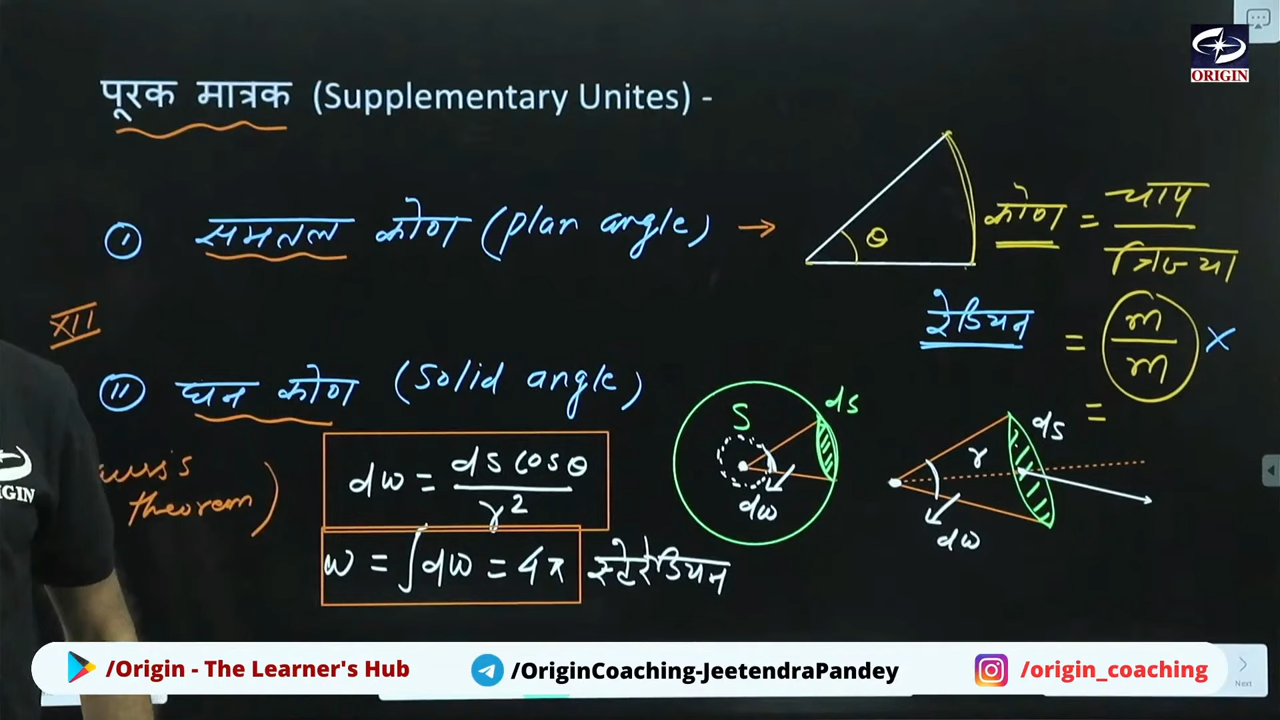 ORIGIN
पूरक मात्रक (Supplementary Unites) -
(I) समतल कोण (plan angle) → θ कोण = चाप / त्रिज्या
रेडियन = m / m ×
=
XII
(II) घन कोण (Solid angle)
S ds dω
ds r dω
theorem)
dω = ds cosθ / r²
ω = ∫dω = 4π स्टेरेडियन
/Origin - The Learner's Hub
/OriginCoaching-JeetendraPandey
/origin_coaching
Next